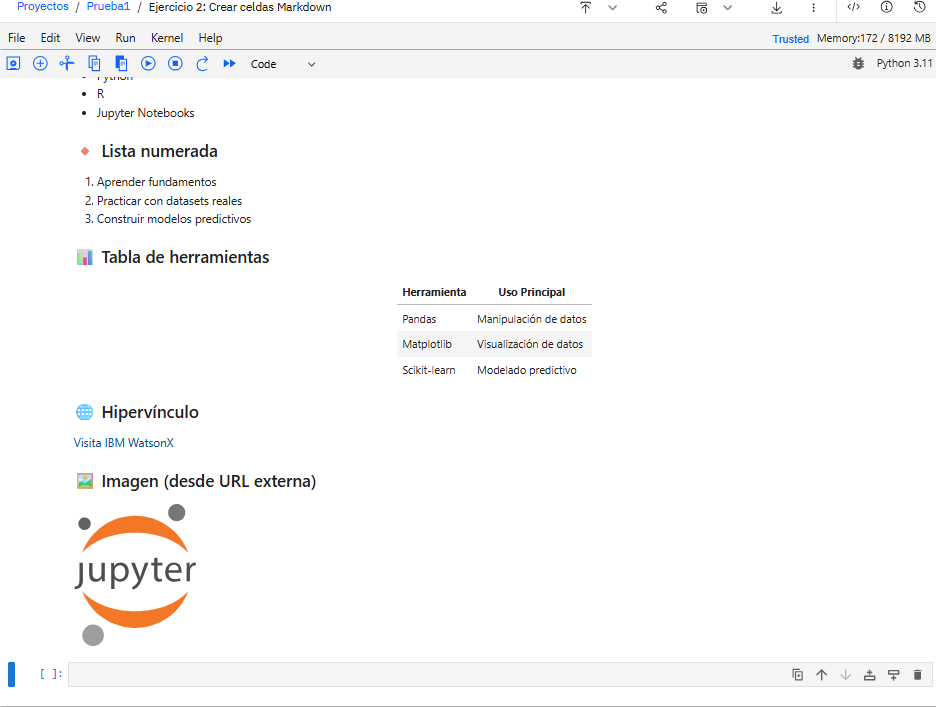 Proyectos / Prueba1 / Ejercicio 2: Crear celdas Markdown
File Edit View Run Kernel Help
Trusted Memory:172 / 8192 MB
Code
Python 3.11
Python
R
Jupyter Notebooks
Lista numerada
1. Aprender fundamentos
2. Practicar con datasets reales
3. Construir modelos predictivos
Tabla de herramientas
Herramienta Uso Principal
Pandas Manipulación de datos
Matplotlib Visualización de datos
Scikit-learn Modelado predictivo
Hipervínculo
Visita IBM WatsonX
Imagen (desde URL externa)
jupyter
[ ]: